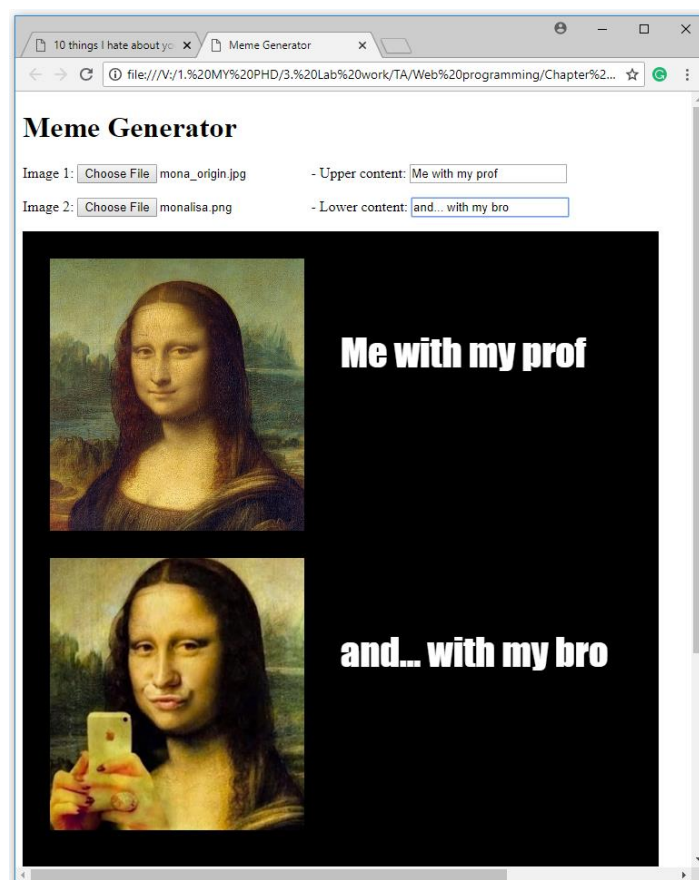 10 things I hate about yo
Meme Generator
file:///V:/1.%20MY%20PHD/3.%20Lab%20work/TA/Web%20programming/Chapter%2...
Meme Generator
Image 1: Choose File mona_origin.jpg - Upper content: Me with my prof
Image 2: Choose File monalisa.png - Lower content: and... with my bro
Me with my prof
and... with my bro